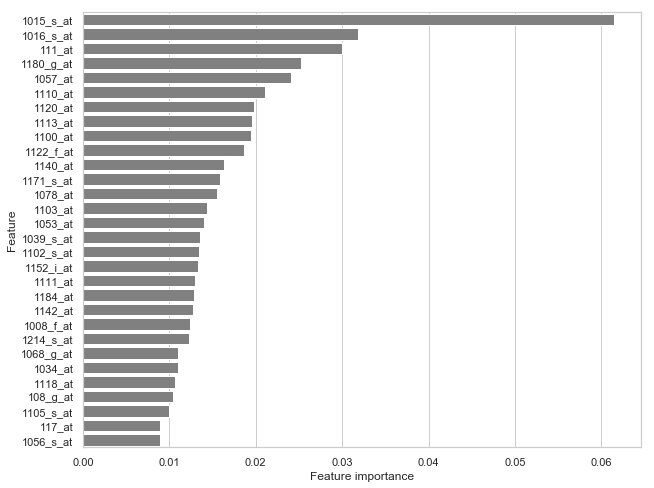 1015_s_at
1016_s_at
111_at
1180_g_at
1057_at
1110_at
1120_at
1113_at
1100_at
1122_f_at
1140_at
1171_s_at
1078_at
1103_at
1053_at
1039_s_at
1102_s_at
1152_i_at
1111_at
1184_at
1142_at
1008_f_at
1214_s_at
1068_g_at
1034_at
1118_at
108_g_at
1105_s_at
117_at
1056_s_at
Feature
0.00 0.01 0.02 0.03 0.04 0.05 0.06
Feature importance